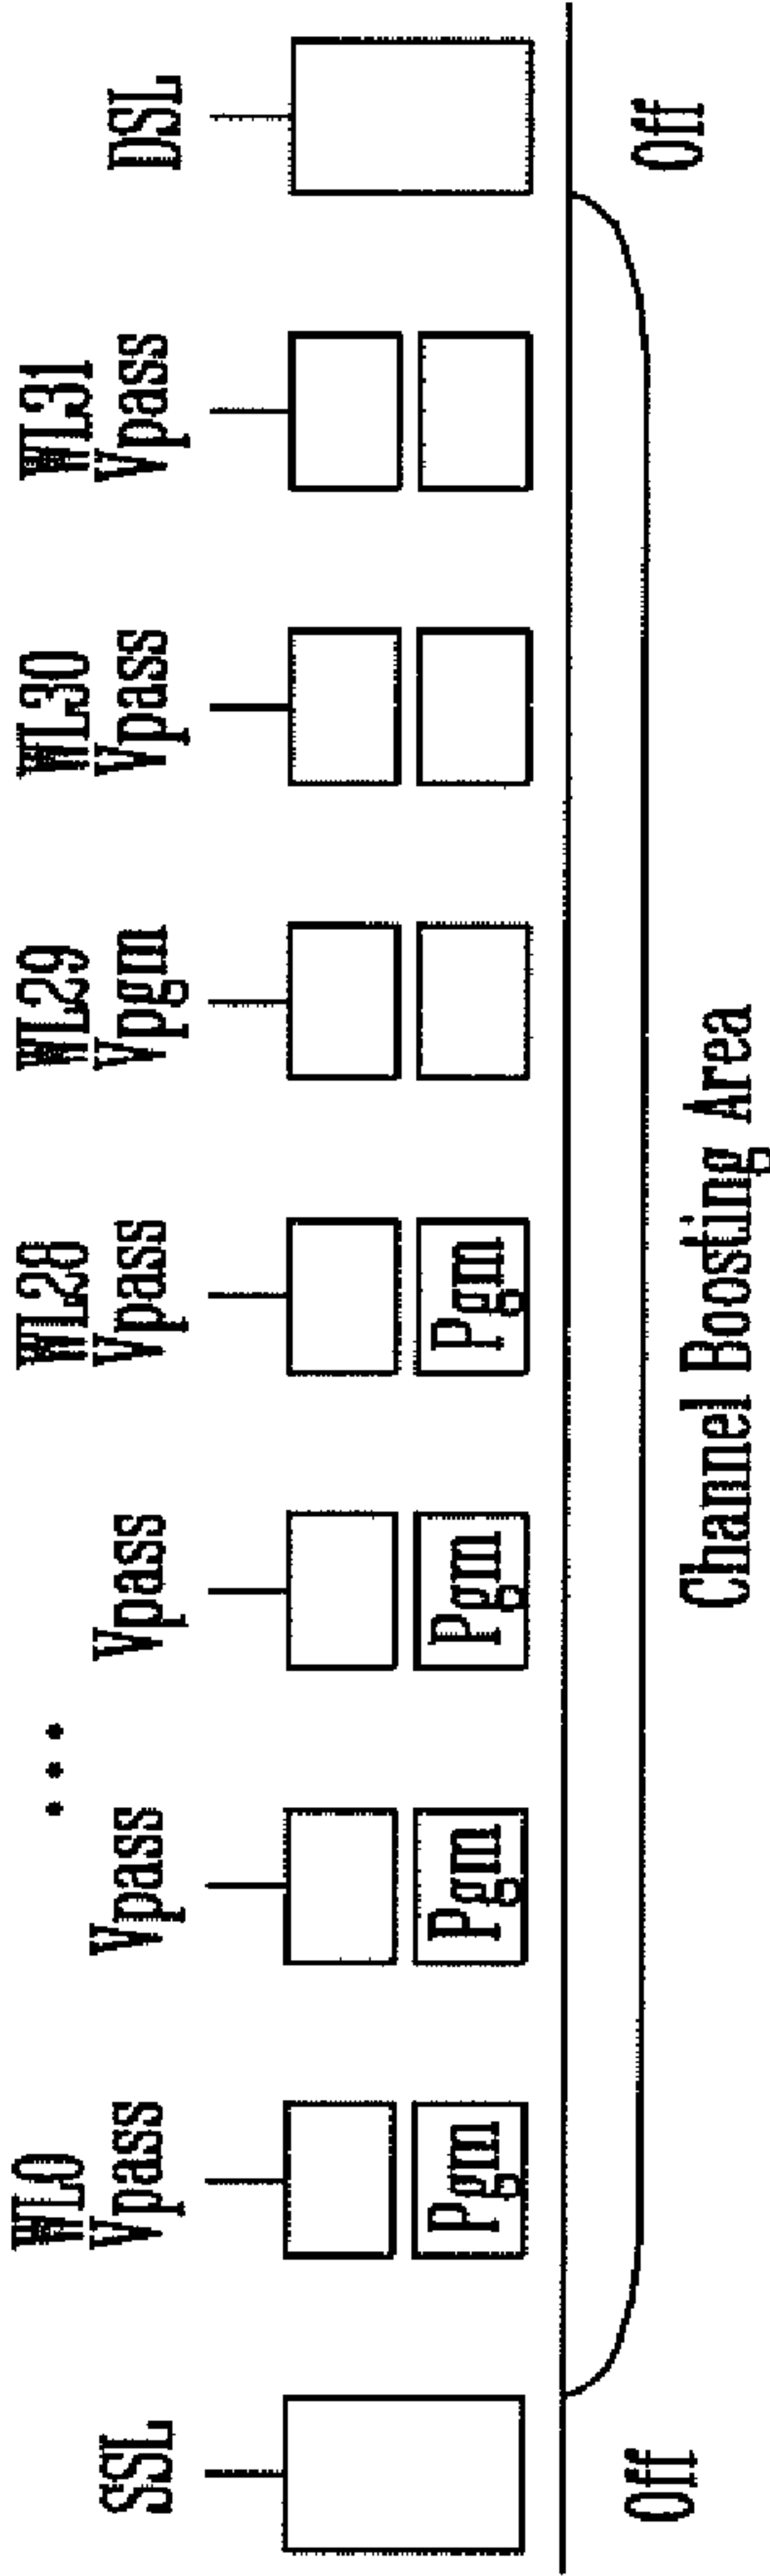 SSL WL0 ... WL28 WL29 WL30 WL31 DSL
Vpass Vpass Vpass Vpass Vpgm Vpass Vpass
Pgm Pgm Pgm Pgm
Off Off
Channel Boosting Area